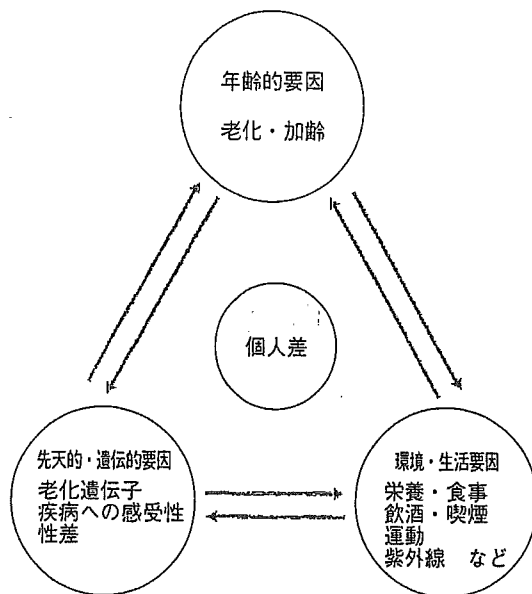 年齢的要因
老化・加齢
個人差
先天的・遺伝的要因
老化遺伝子
疾病への感受性
性差
環境・生活要因
栄養・食事
飲酒・喫煙
運動
紫外線 など